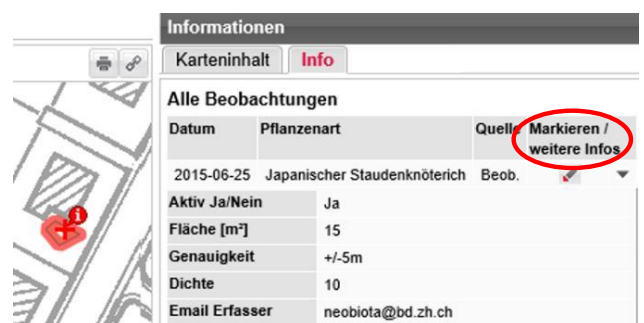 Informationen
Karteninhalt Info
Alle Beobachtungen
Datum Pflanzenart Quelle Markieren / weitere Infos
2015-06-25 Japanischer Staudenknöterich Beob.
Aktiv Ja/Nein Ja
Fläche [m²] 15
Genauigkeit +/-5m
Dichte 10
Email Erfasser neobiota@bd.zh.ch